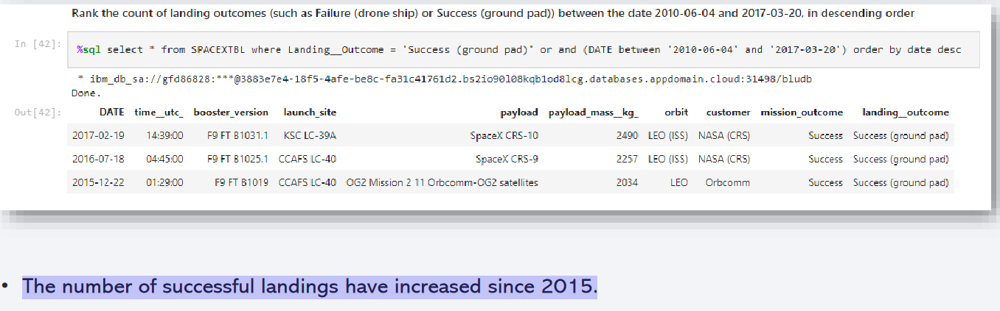 Rank the count of landing outcomes (such as Failure (drone ship) or Success (ground pad)) between the date 2010-06-04 and 2017-03-20, in descending order
In [42]: %sql select * from SPACEXTBL where Landing__Outcome = 'Success (ground pad)' or and (DATE between '2010-06-04' and '2017-03-20') order by date desc
* ibm_db_sa://gfd86828:***@3883e7e4-18f5-4afe-be8c-fa31c41761d2.bs2io90l08kqb1od8lcg.databases.appdomain.cloud:31498/bludb
Done.
Out[42]: DATE time__utc_ booster_version launch_site payload payload_mass__kg_ orbit customer mission_outcome landing__outcome
2017-02-19 14:39:00 F9 FT B1031.1 KSC LC-39A SpaceX CRS-10 2490 LEO (ISS) NASA (CRS) Success Success (ground pad)
2016-07-18 04:45:00 F9 FT B1025.1 CCAFS LC-40 SpaceX CRS-9 2257 LEO (ISS) NASA (CRS) Success Success (ground pad)
2015-12-22 01:29:00 F9 FT B1019 CCAFS LC-40 OG2 Mission 2 11 Orbcomm-OG2 satellites 2034 LEO Orbcomm Success Success (ground pad)
• The number of successful landings have increased since 2015.